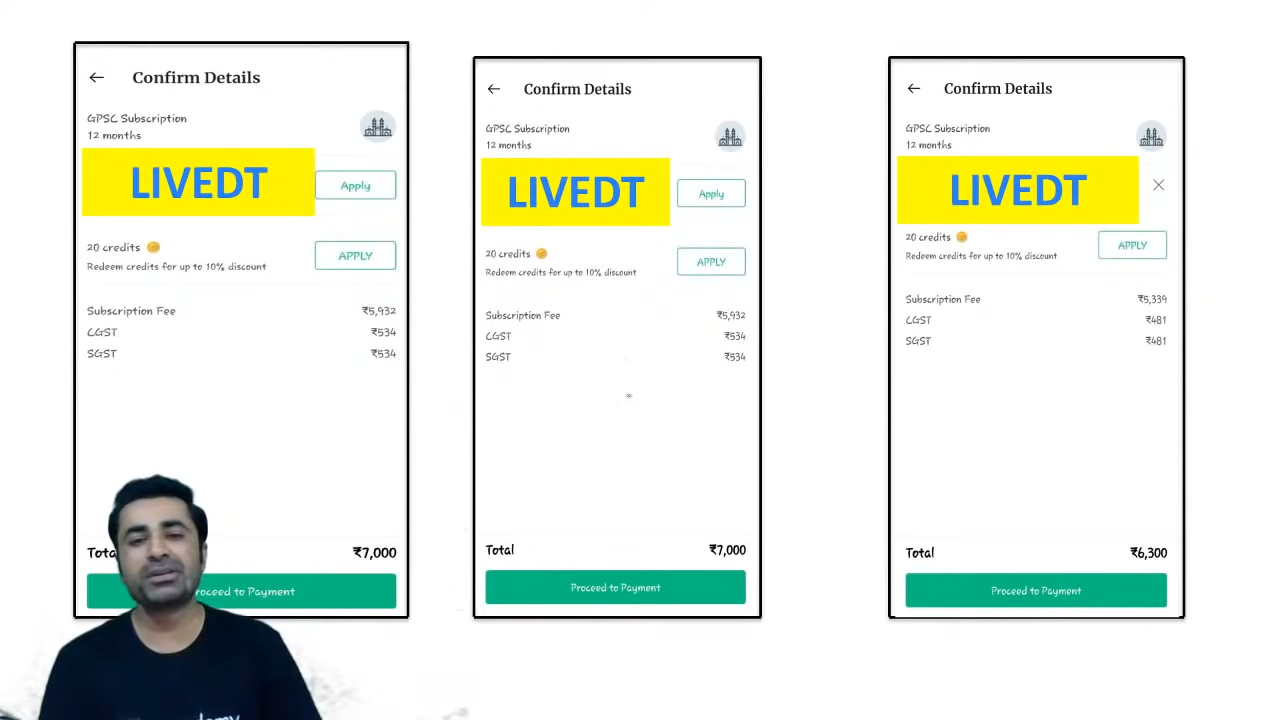 Confirm Details
GPSC Subscription
12 months
LIVEDT
Apply
20 credits
Redeem credits for up to 10% discount
APPLY
Subscription Fee ₹5,932
CGST ₹534
SGST ₹534
Tota ₹7,000
roceed to Payment
Confirm Details
GPSC Subscription
12 months
LIVEDT
Apply
20 credits
Redeem credits for up to 10% discount
APPLY
Subscription Fee ₹5,932
CGST ₹534
SGST ₹534
Total ₹7,000
Proceed to Payment
Confirm Details
GPSC Subscription
12 months
LIVEDT
20 credits
Redeem credits for up to 10% discount
APPLY
Subscription Fee ₹5,339
CGST ₹481
SGST ₹481
Total ₹6,300
Proceed to Payment